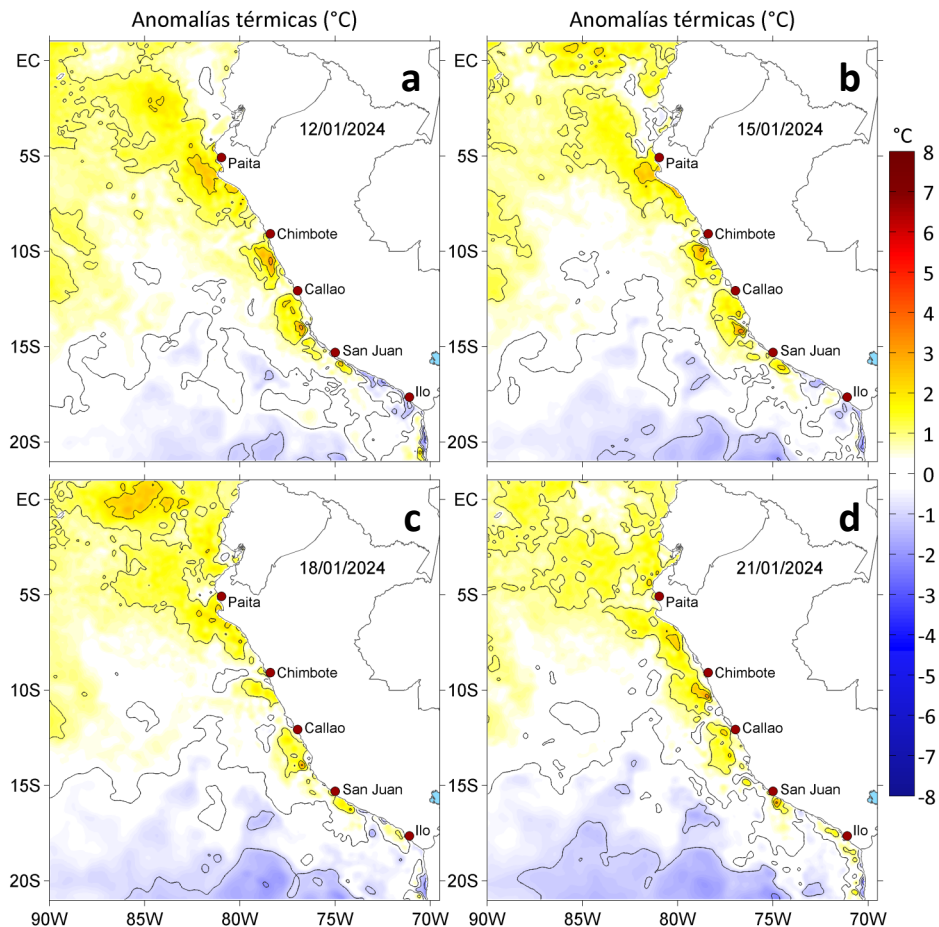 Anomalías térmicas (°C)
Anomalías térmicas (°C)
EC
5S
10S
15S
20S
a
12/01/2024
Paita
Chimbote
Callao
San Juan
Ilo
EC
5S
10S
15S
20S
b
15/01/2024
Paita
Chimbote
Callao
San Juan
Ilo
°C
8
7
6
5
4
3
2
1
0
-1
-2
-3
-4
-5
-6
-7
-8
EC
5S
10S
15S
20S
c
18/01/2024
Paita
Chimbote
Callao
San Juan
Ilo
90W 85W 80W 75W 70W
EC
5S
10S
15S
20S
d
21/01/2024
Paita
Chimbote
Callao
San Juan
Ilo
90W 85W 80W 75W 70W